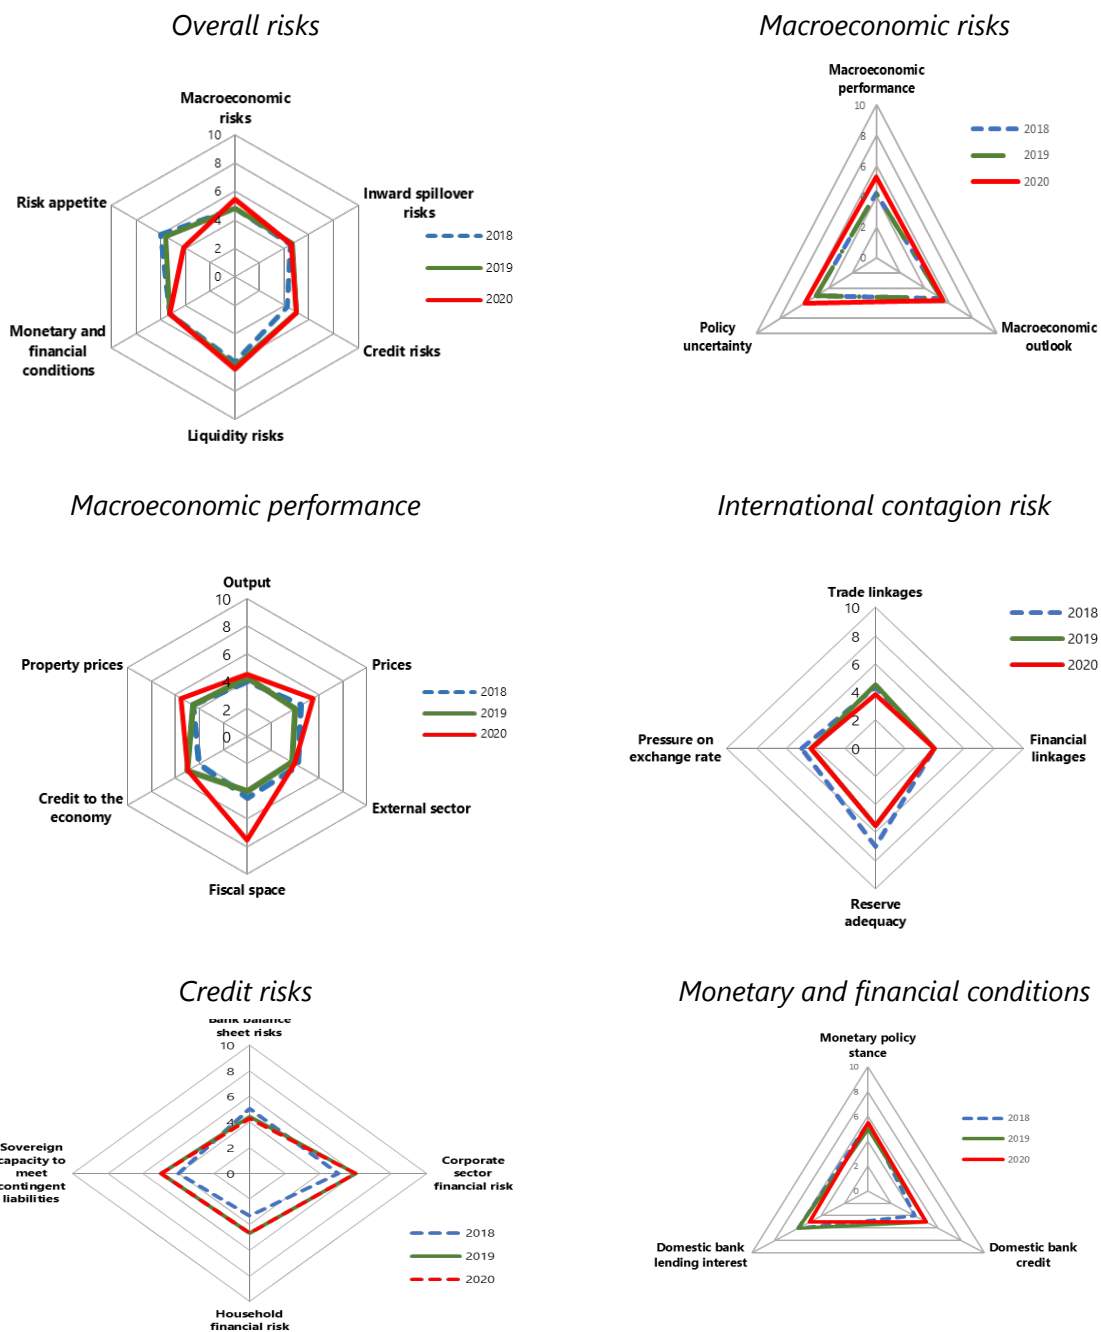 Overall risks
Macroeconomic
risks
10
8
6
4
2
0
Inward spillover
risks
Credit risks
Liquidity risks
Monetary and
financial
conditions
Risk appetite
2018
2019
2020
Macroeconomic risks
Macroeconomic
performance
10
8
6
2
0
Macroeconomic
outlook
Policy
uncertainty
2018
2019
2020
Macroeconomic performance
Output
10
8
6
4
2
0
Prices
External sector
Fiscal space
Credit to the
economy
Property prices
2018
2019
2020
International contagion risk
Trade linkages
10
8
6
4
2
0
Financial
linkages
Reserve
adequacy
Pressure on
exchange rate
2018
2019
2020
Credit risks
Bank balance
sheet risks
10
8
6
4
2
0
Corporate
sector
financial risk
Household
financial risk
Sovereign
capacity to
meet
contingent
liabilities
2018
2019
2020
Monetary and financial conditions
Monetary policy
stance
10
8
6
2
0
Domestic bank
credit
Domestic bank
lending interest
2018
2019
2020